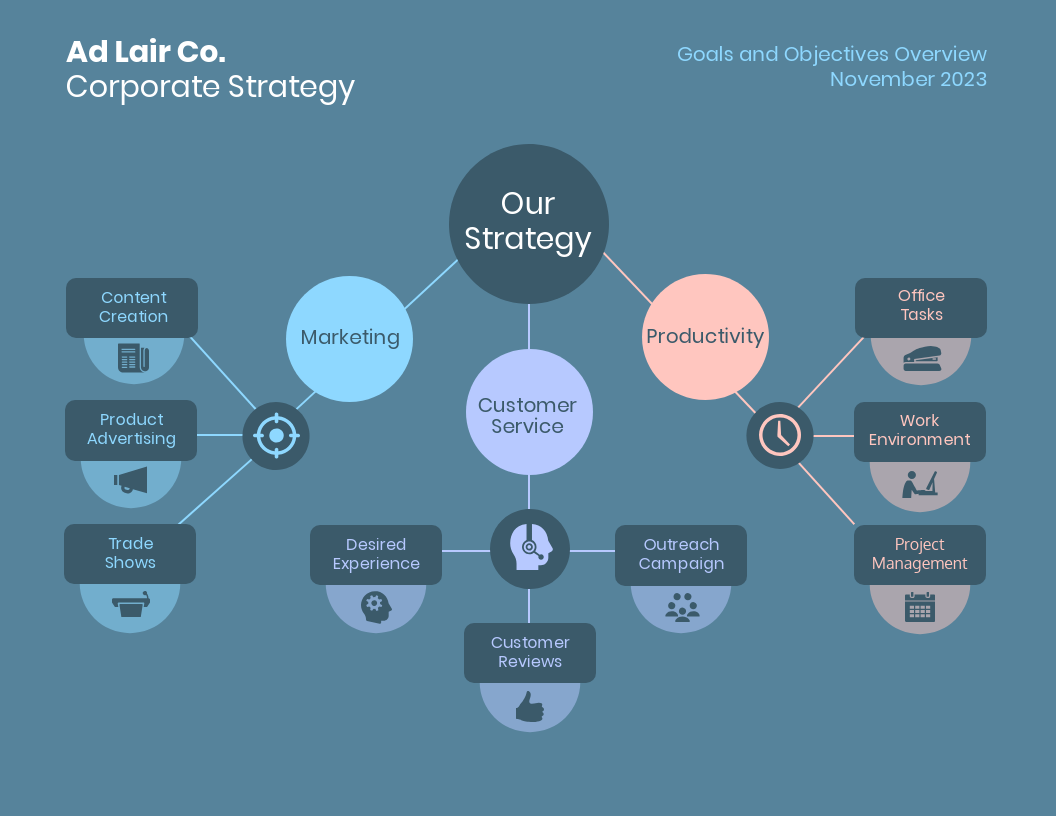 Ad Lair Co.
Corporate Strategy
Goals and Objectives Overview
November 2023
Our
Strategy
Marketing
Customer
Service
Productivity
Content
Creation
Product
Advertising
Trade
Shows
Desired
Experience
Customer
Reviews
Outreach
Campaign
Office
Tasks
Work
Environment
Project
Management